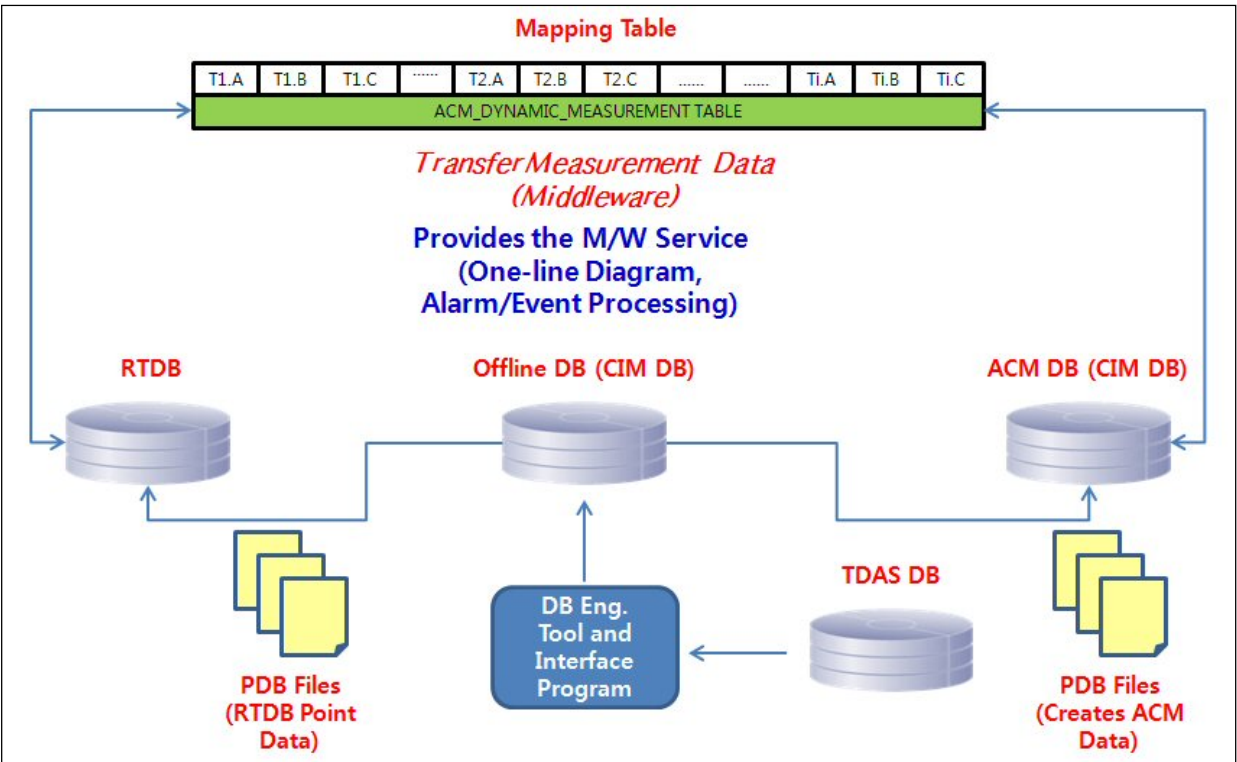 Mapping Table
T1.A T1.B T1.C ...... T2.A T2.B T2.C ...... ...... Ti.A Ti.B Ti.C
ACM_DYNAMIC_MEASUREMENT TABLE
Transfer Measurement Data
(Middleware)
Provides the M/W Service
(One-line Diagram,
Alarm/Event Processing)
RTDB
Offline DB (CIM DB)
ACM DB (CIM DB)
TDAS DB
DB Eng.
Tool and
Interface
Program
PDB Files
(RTDB Point
Data)
PDB Files
(Creates ACM
Data)